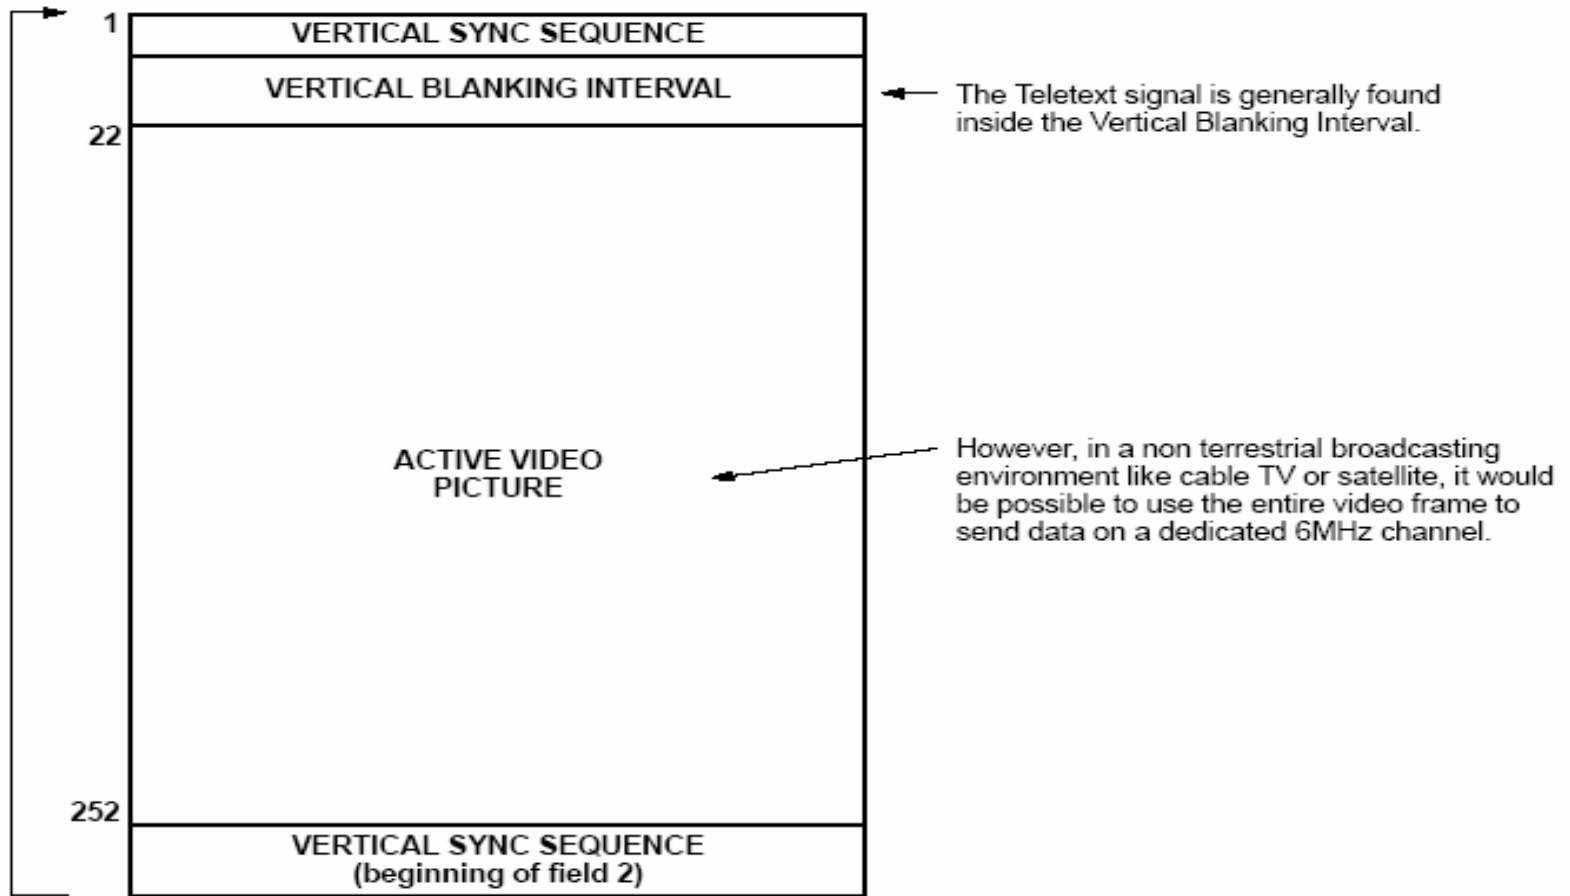 1
VERTICAL SYNC SEQUENCE
VERTICAL BLANKING INTERVAL
The Teletext signal is generally found
inside the Vertical Blanking Interval.
22
ACTIVE VIDEO
PICTURE
However, in a non terrestrial broadcasting
environment like cable TV or satellite, it would
be possible to use the entire video frame to
send data on a dedicated 6MHz channel.
252
VERTICAL SYNC SEQUENCE
(beginning of field 2)